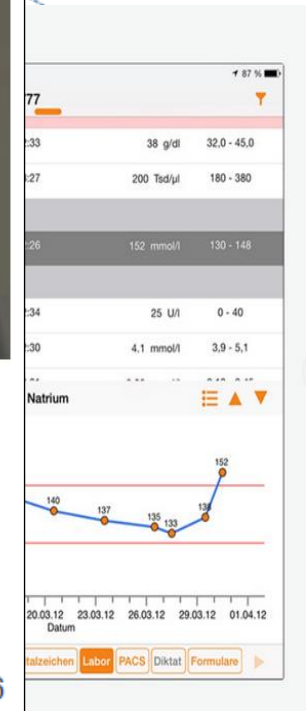 87 %
77
:33 38 g/dl 32,0 - 45,0
:27 200 Tsd/µl 180 - 380
:26 152 mmol/l 130 - 148
:34 25 U/l 0 - 40
:30 4.1 mmol/l 3,9 - 5,1
Natrium
152
140
137
135
133
20.03.12 23.03.12 26.03.12 29.03.12 01.04.12
Datum
talzeichen Labor PACS Diktat Formulare